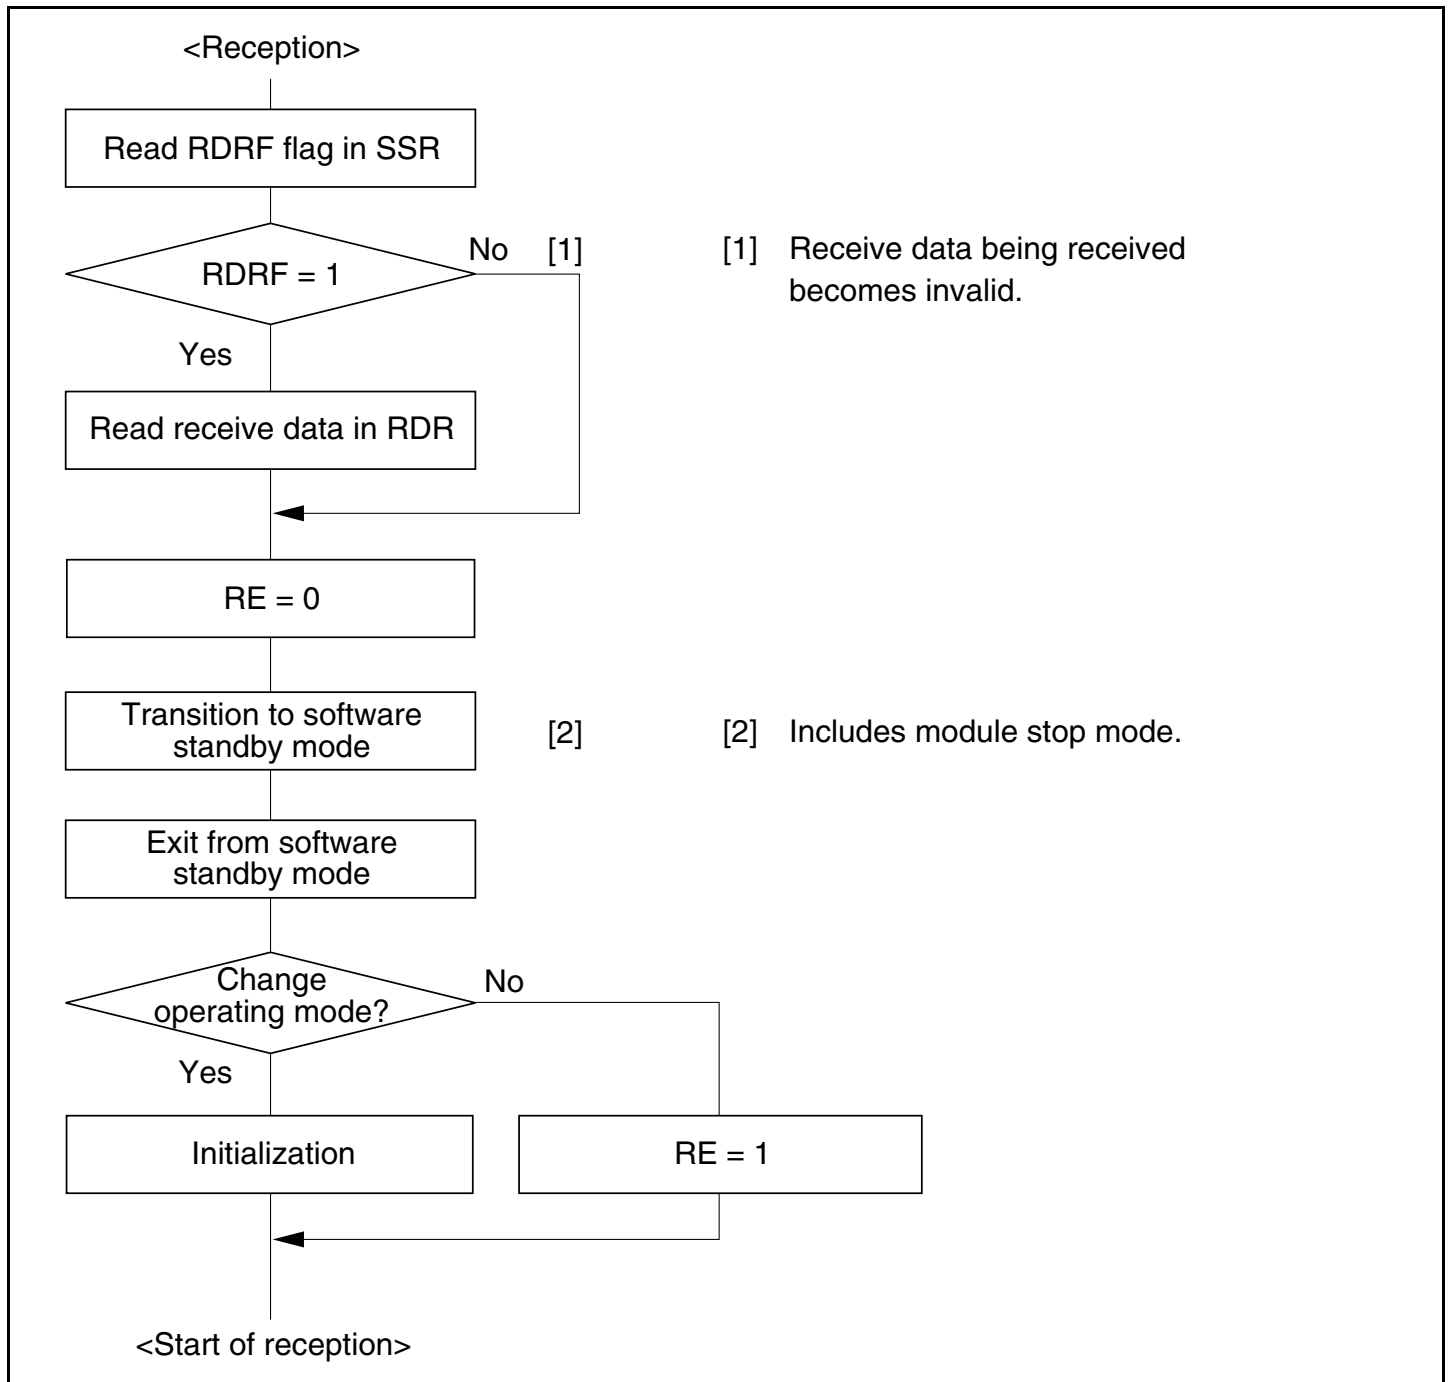 <Reception>
Read RDRF flag in SSR
RDRF = 1
No [1]
[1] Receive data being received
becomes invalid.
Yes
Read receive data in RDR
RE = 0
Transition to software
standby mode
[2]
[2] Includes module stop mode.
Exit from software
standby mode
Change
operating mode?
No
Yes
Initialization
RE = 1
<Start of reception>